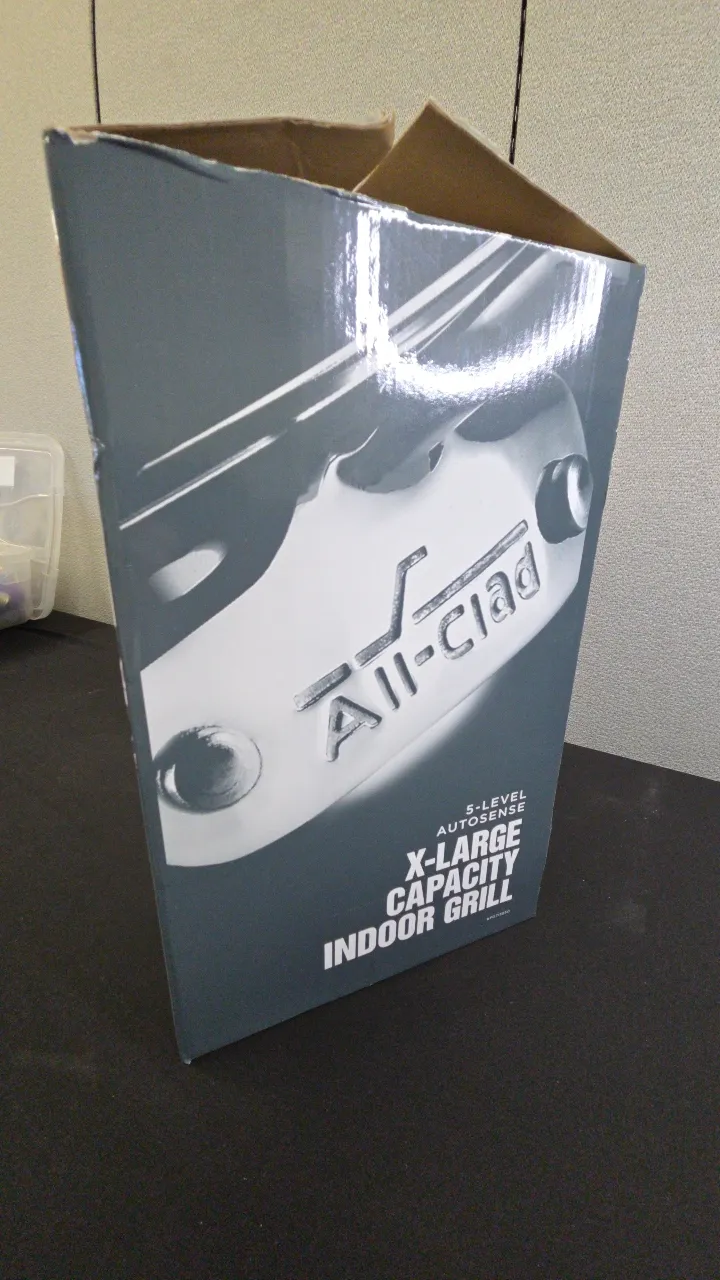 All-Clad
5-LEVEL
AUTOSENSE
X-LARGE
CAPACITY
INDOOR GRILL